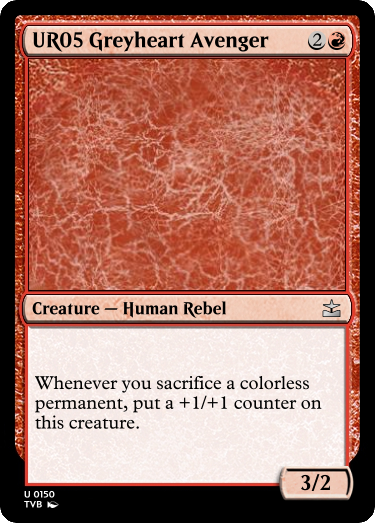 UR05 Greyheart Avenger 2
Creature — Human Rebel
Whenever you sacrifice a colorless
permanent, put a +1/+1 counter on
this creature.
3/2
U 0150
TVB